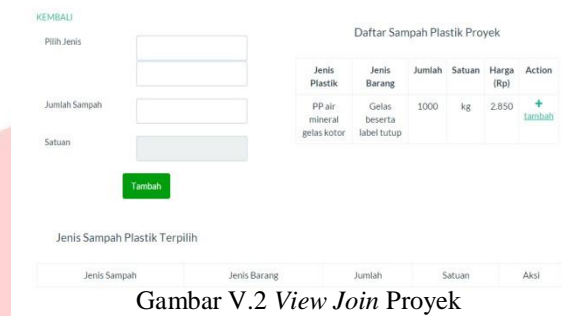 KEMBALI
Pilih Jenis
Jumlah Sampah
Satuan
Tambah
Daftar Sampah Plastik Proyek
Jenis Plastik Jenis Barang Jumlah Satuan Harga (Rp) Action
PP air mineral gelas kotor Gelas beserta label tutup 1000 kg 2.850 + tambah
Jenis Sampah Plastik Terpilih
Jenis Sampah Jenis Barang Jumlah Satuan Aksi
Gambar V.2 View Join Proyek